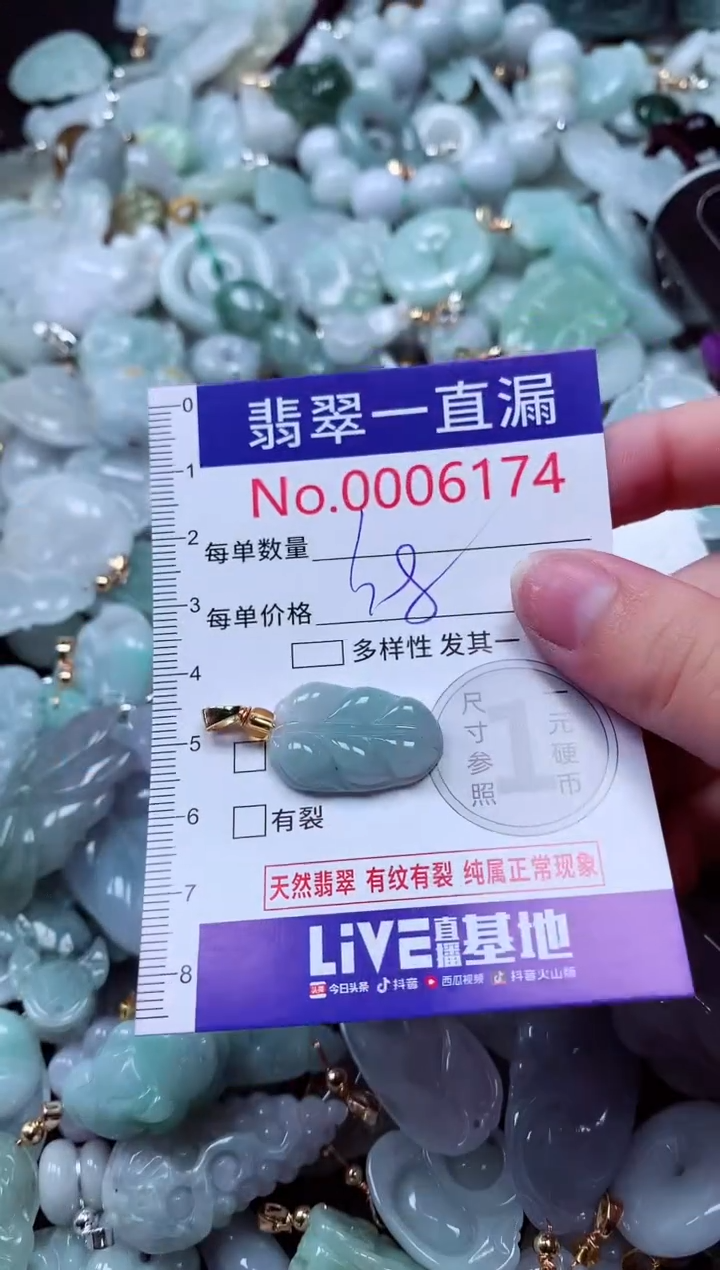 翡翠一直漏
No.0006174
每单数量
58
每单价格
多样性 发其一
有裂
尺寸参照
1
一元硬币
天然翡翠 有纹有裂 纯属正常现象
LiVE直播基地
头条 今日头条 抖音 西瓜视频 抖音火山版
0
1
2
3
4
5
6
7
8